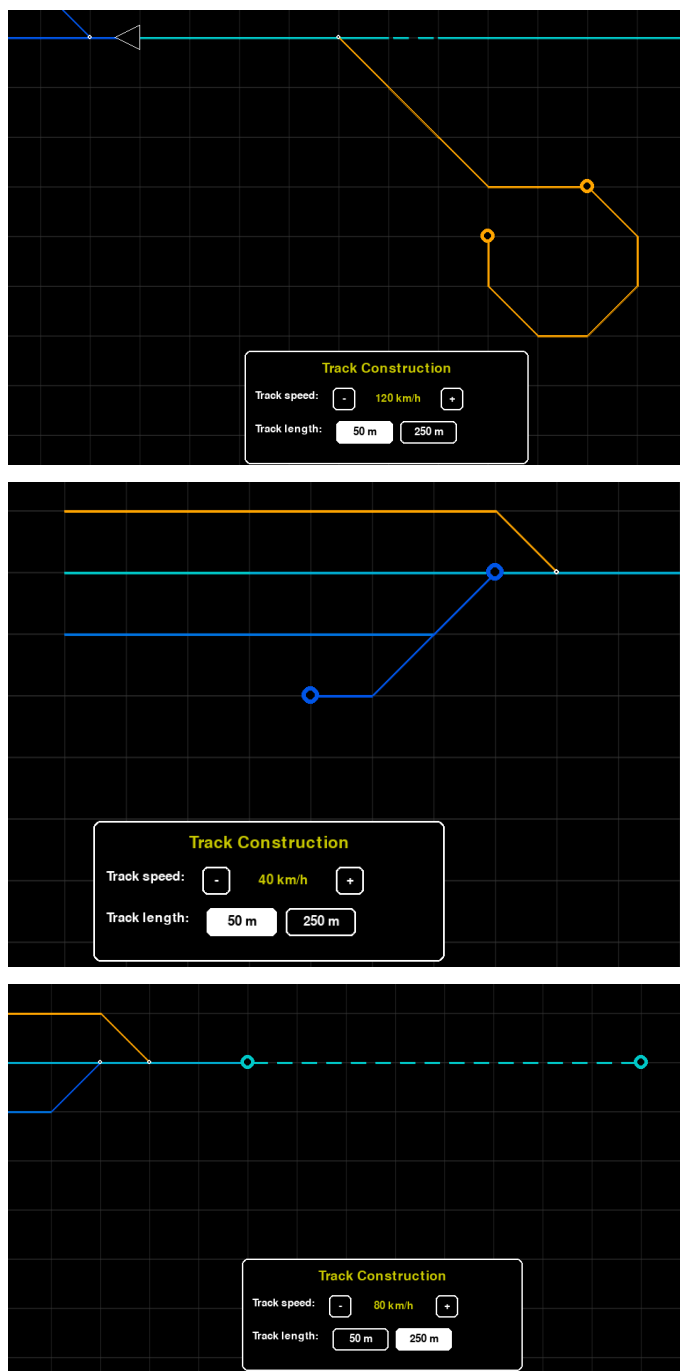 Track Construction
Track speed: - 120 km/h +
Track length: 50 m 250 m
Track Construction
Track speed: - 40 km/h +
Track length: 50 m 250 m
Track Construction
Track speed: - 80 km/h +
Track length: 50 m 250 m